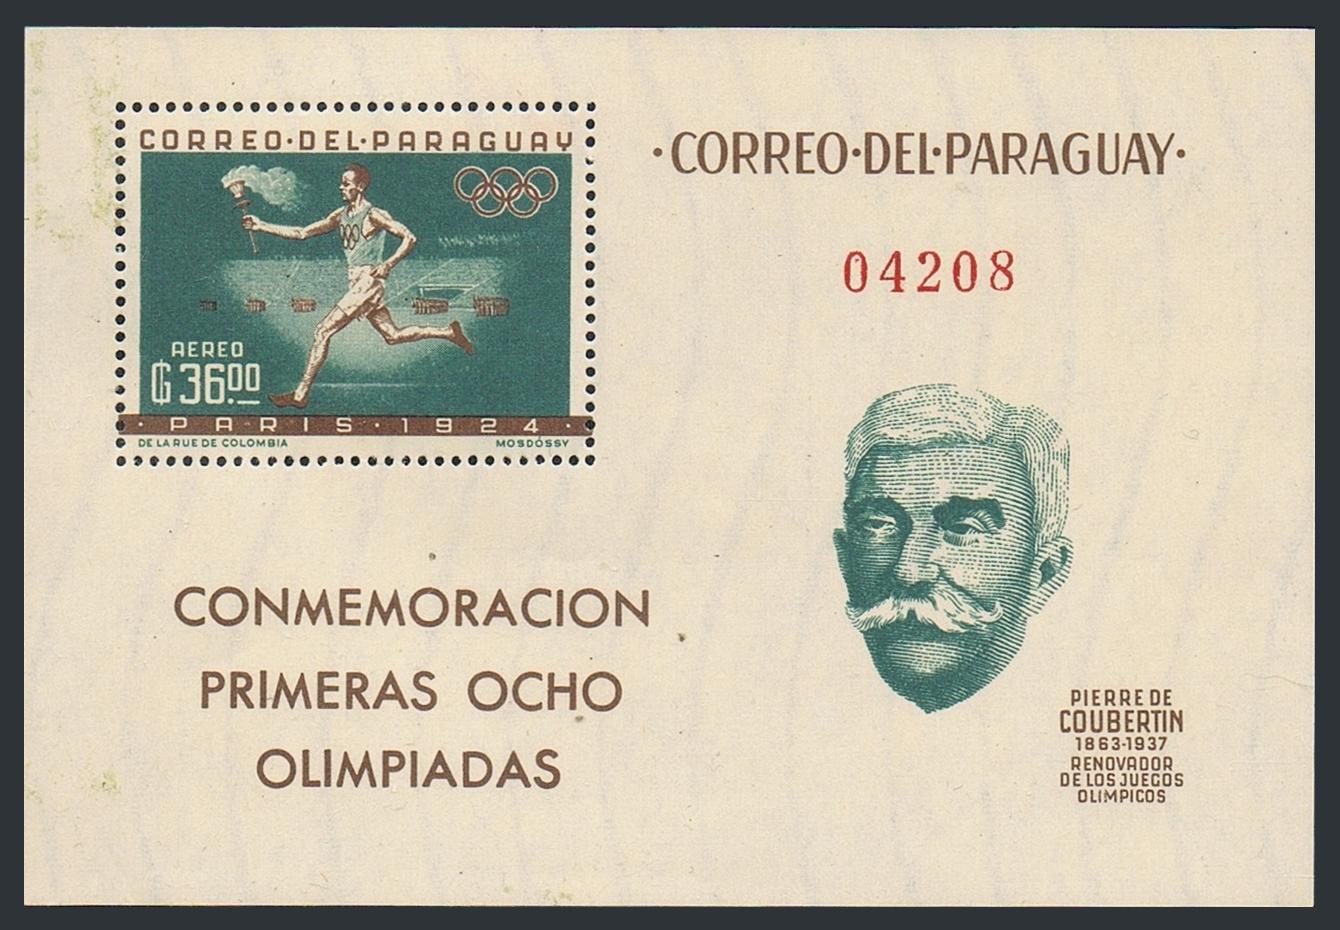 CORREO·DEL·PARAGUAY
AEREO
₲ 36.00
·PARIS·1924·
DE LA RUE DE COLOMBIA MOSDÓSSY
·CORREO·DEL·PARAGUAY·
04208
CONMEMORACION
PRIMERAS OCHO
OLIMPIADAS
PIERRE DE
COUBERTIN
1863-1937
RENOVADOR
DE LOS JUEGOS
OLIMPICOS